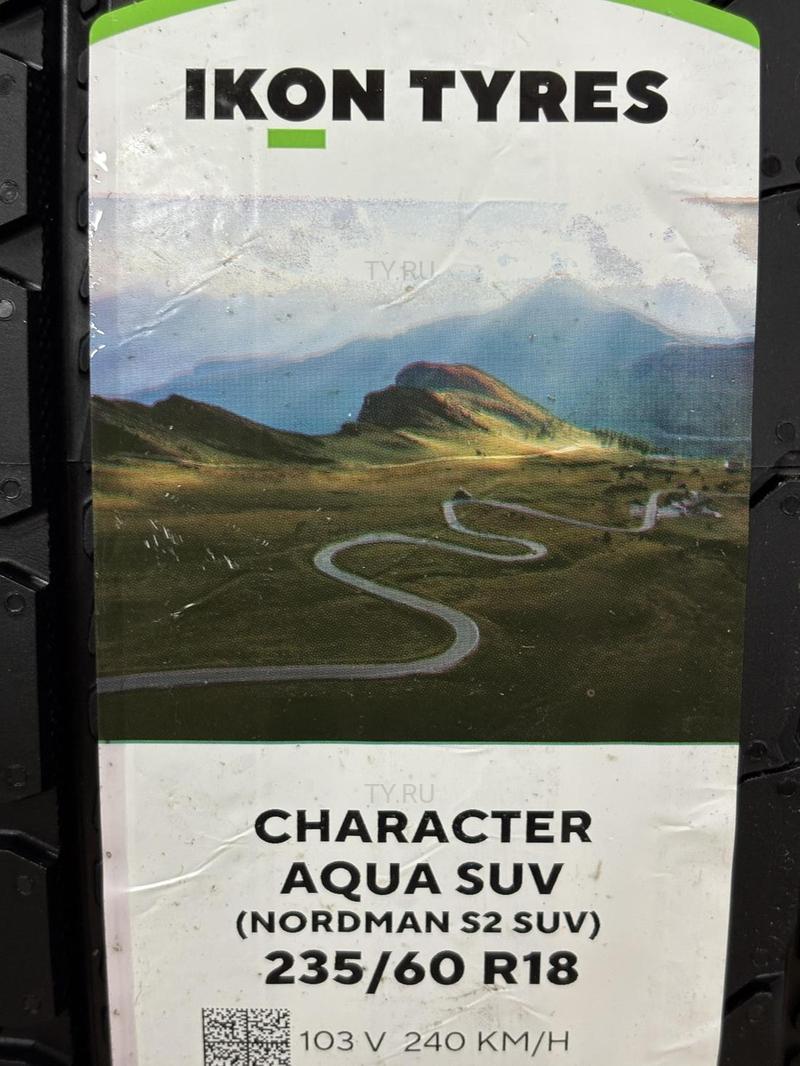 IKON TYRES
TY.RU
TY.RU
CHARACTER
AQUA SUV
(NORDMAN S2 SUV)
235/60 R18
103 V 240 KM/H